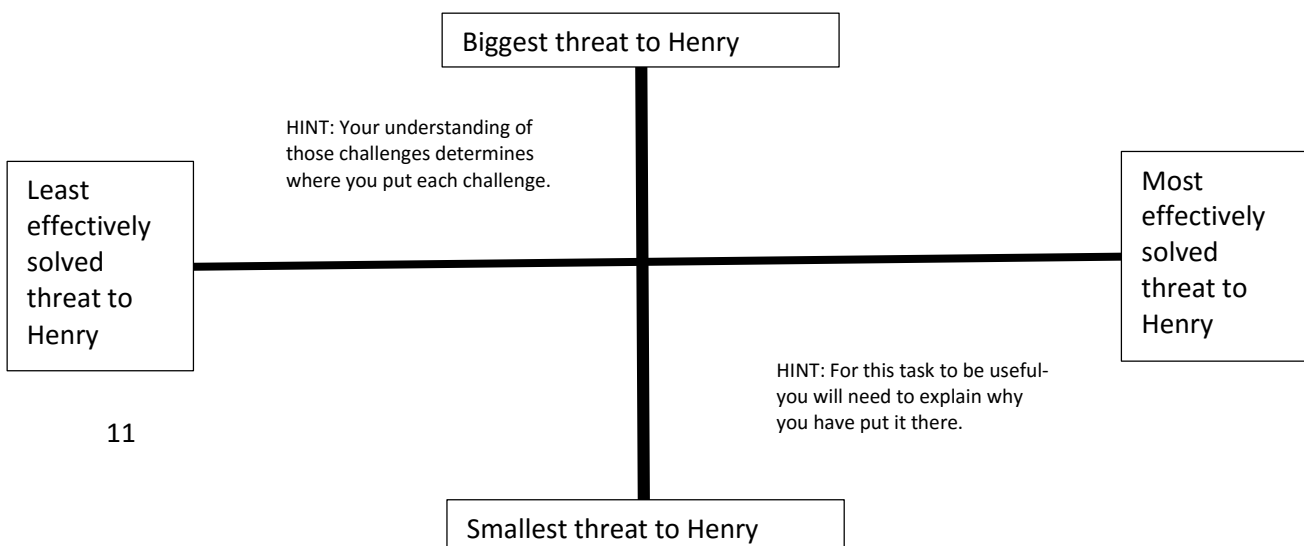 Biggest threat to Henry
HINT: Your understanding of
those challenges determines
where you put each challenge.
Least
effectively
solved
threat to
Henry
Most
effectively
solved
threat to
Henry
HINT: For this task to be useful-
you will need to explain why
you have put it there.
11
Smallest threat to Henry